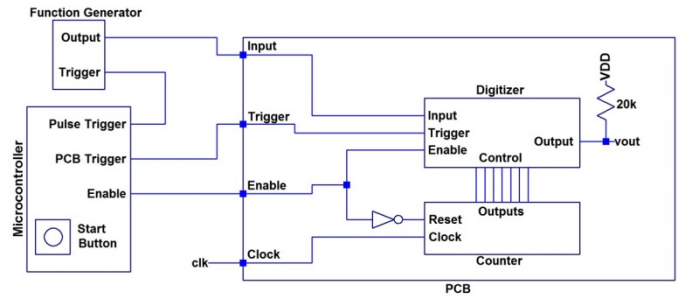 Function Generator
Output
Trigger
Microcontroller
Pulse Trigger
PCB Trigger
Enable
Start
Button
clk
Input
Trigger
Enable
Clock
Digitizer
Input
Trigger
Enable
Output
Control
VDD
20k
vout
Outputs
Reset
Clock
Counter
PCB